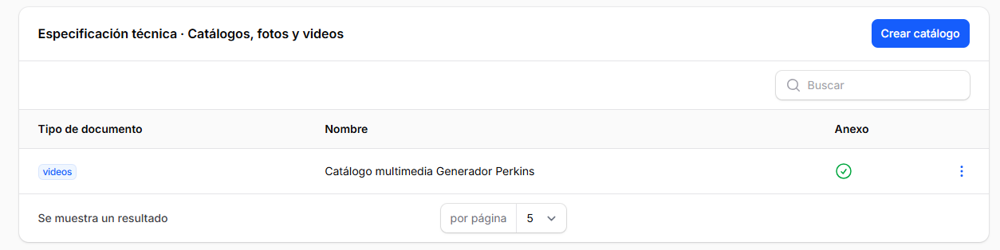 Especificación técnica · Catálogos, fotos y videos
Crear catálogo
Buscar
Tipo de documento Nombre Anexo
videos Catálogo multimedia Generador Perkins
Se muestra un resultado por página 5